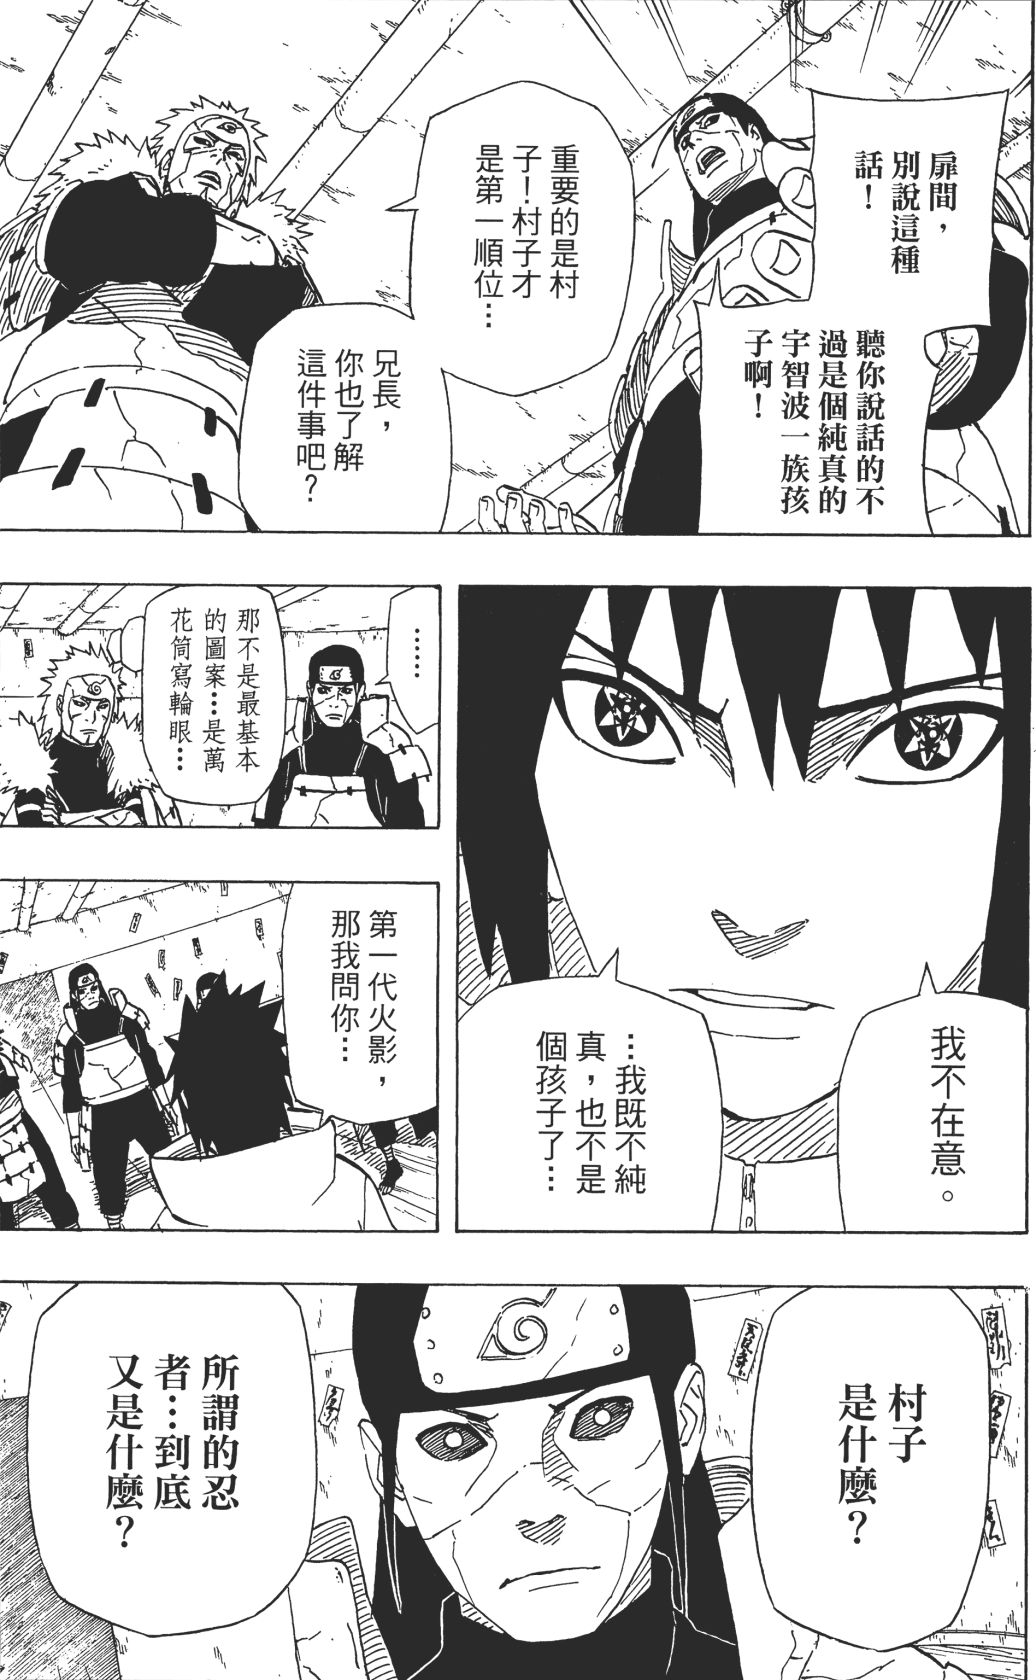 扉間，
別說這種
話！
聽你說話的不
過是個純真的
宇智波一族孩
子啊！
重要的是村
子！村子才
是第一順位…
兄長，
你也了解
這件事吧？
我不在意。
…我既不純
真，也不是
個孩子了…
……
那不是最基本
的圖案…是萬
花筒寫輪眼…
第一代火影，
那我問你…
村子
是什麼？
所謂的忍
者…到底
又是什麼？